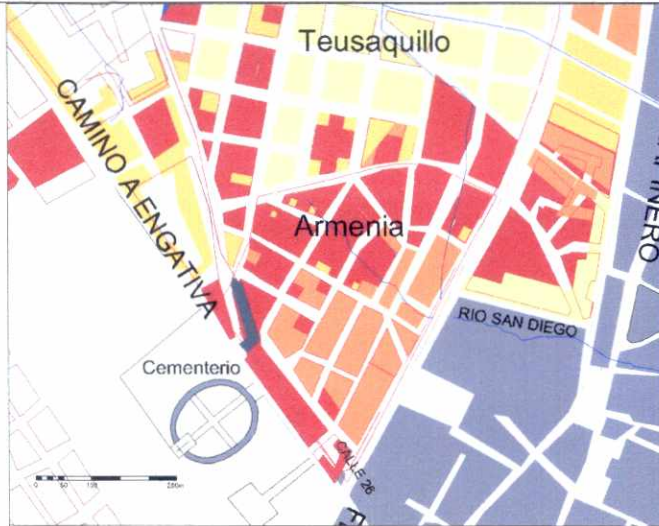 Teusaquillo
CAMINO A ENGATIVA
Armenia
RIO SAN DIEGO
Cementerio
CALLE 26